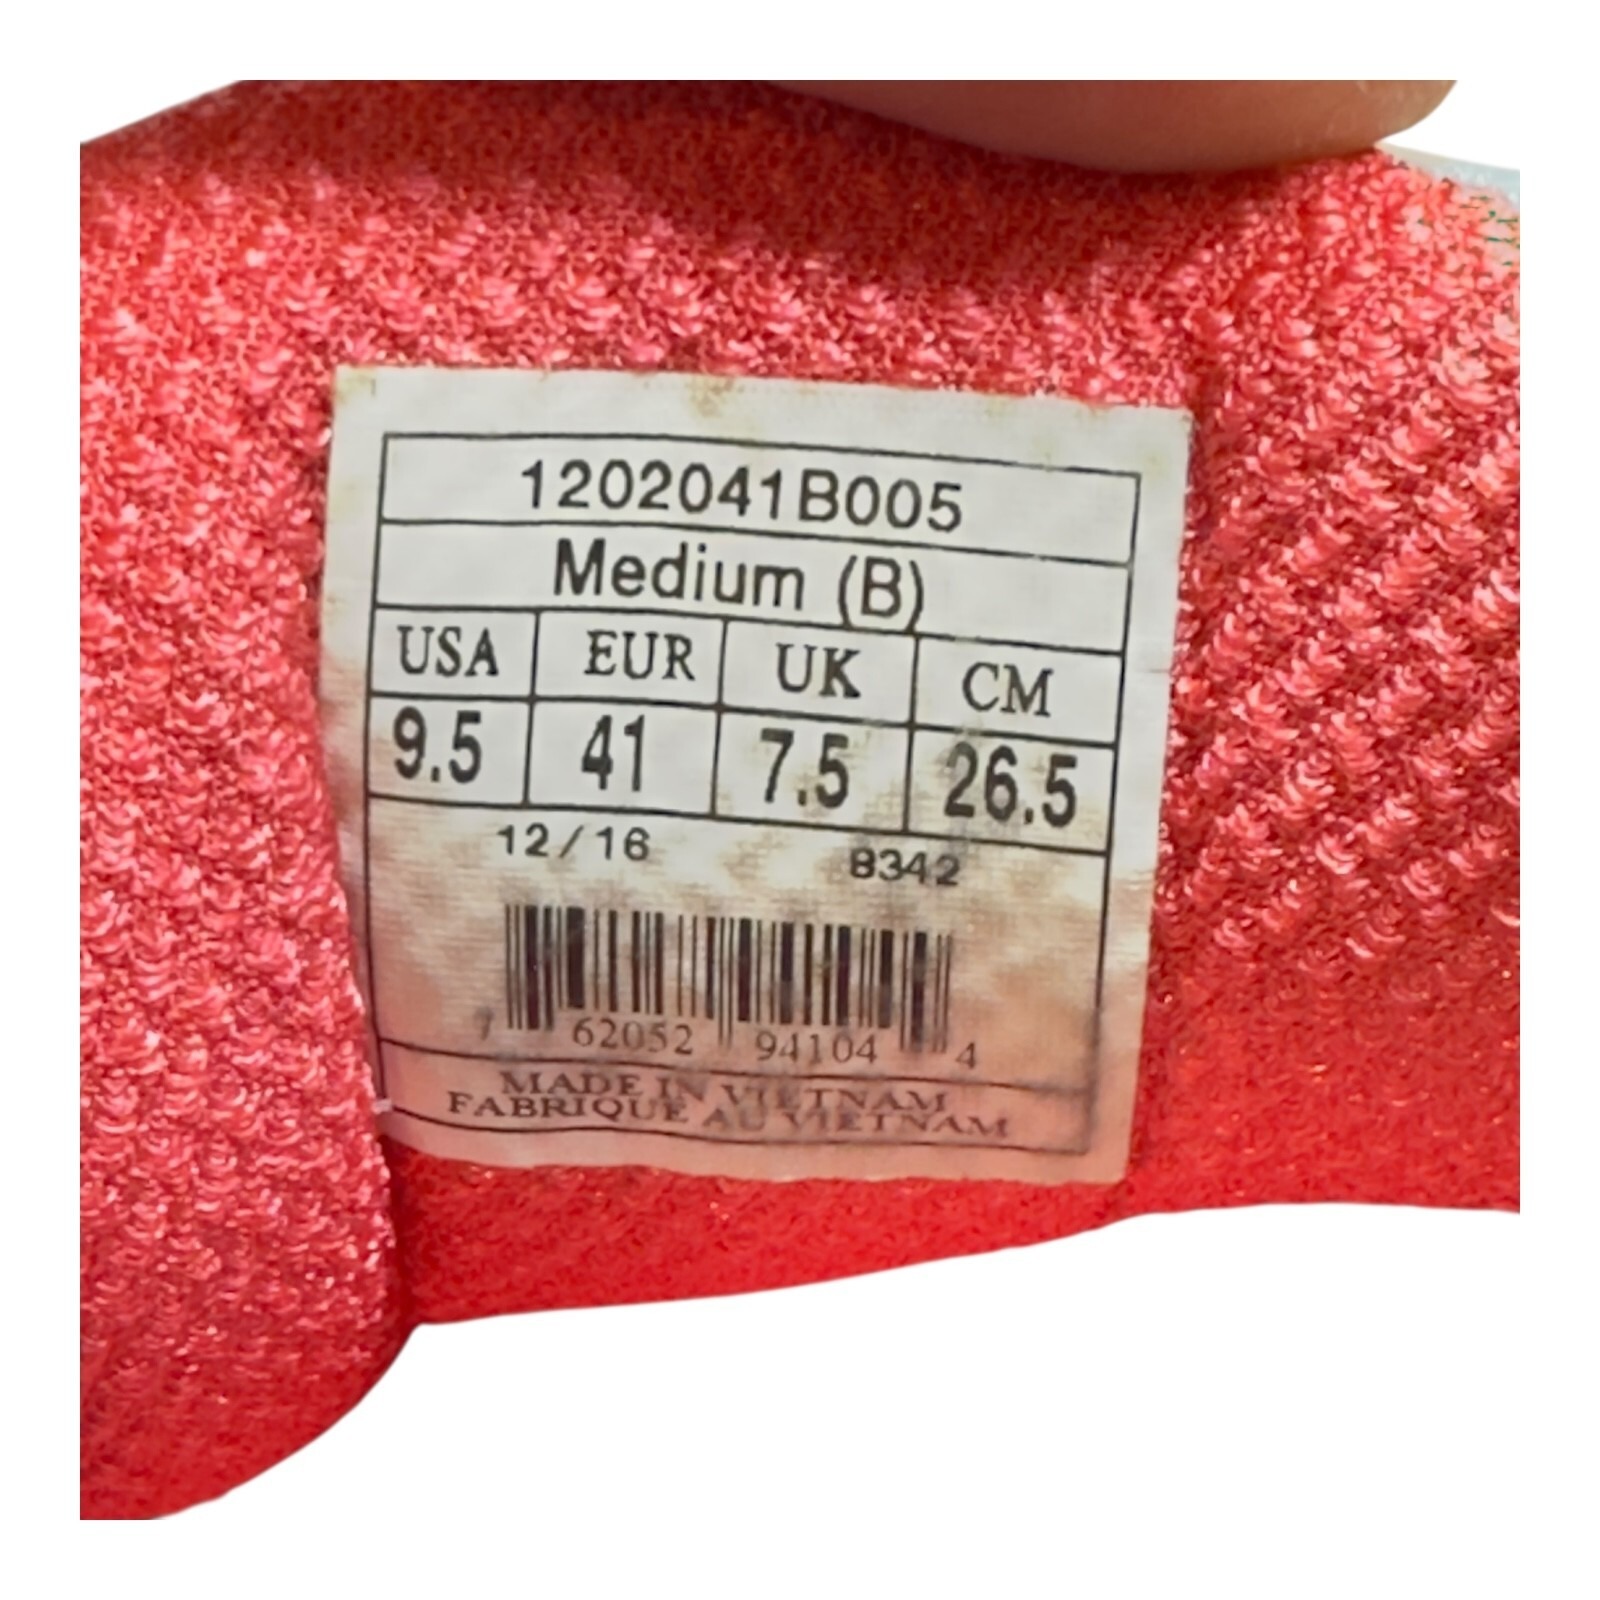 1202041B005
Medium (B)
USA EUR UK CM
9.5 41 7.5 26.5
12/16 8342
7 62052 94104 4
MADE IN VIETNAM
FABRIQUE AU VIETNAM